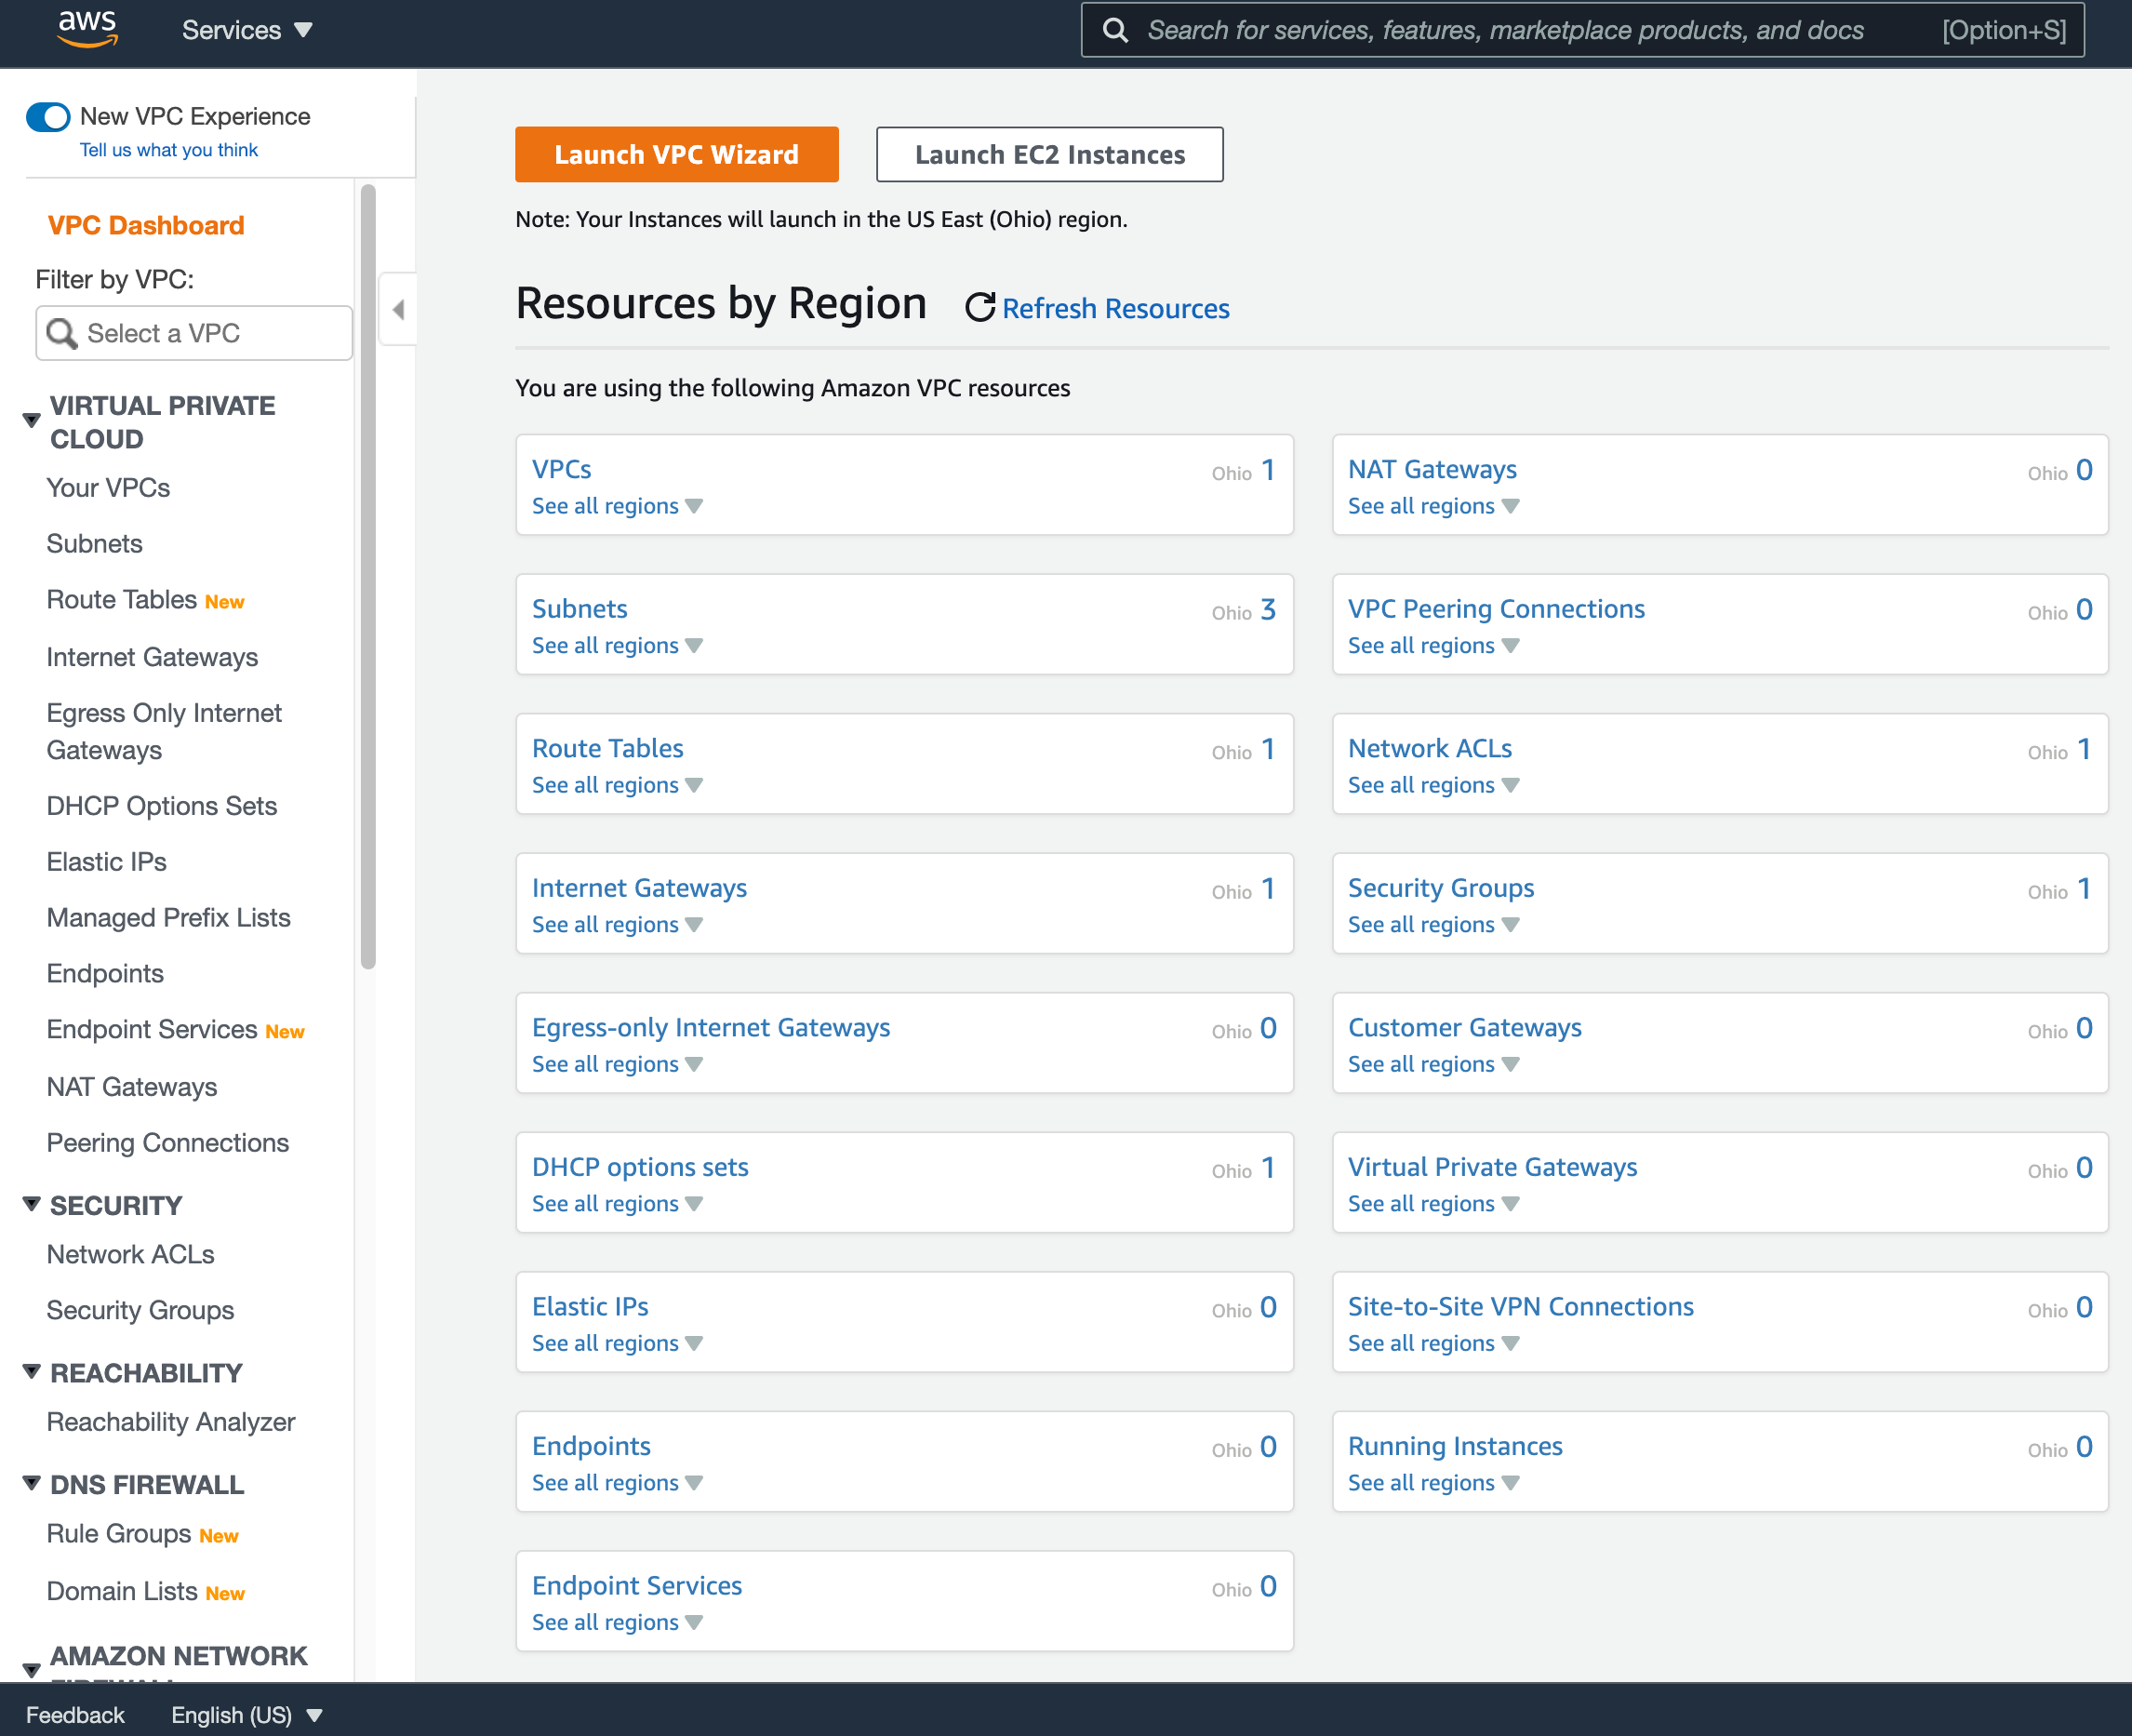 aws
Services
Search for services, features, marketplace products, and docs [Option+S]
New VPC Experience
Tell us what you think
VPC Dashboard
Filter by VPC:
Select a VPC
VIRTUAL PRIVATE
CLOUD
Your VPCs
Subnets
Route Tables New
Internet Gateways
Egress Only Internet
Gateways
DHCP Options Sets
Elastic IPs
Managed Prefix Lists
Endpoints
Endpoint Services New
NAT Gateways
Peering Connections
SECURITY
Network ACLs
Security Groups
REACHABILITY
Reachability Analyzer
DNS FIREWALL
Rule Groups New
Domain Lists New
AMAZON NETWORK
Launch VPC Wizard
Launch EC2 Instances
Note: Your Instances will launch in the US East (Ohio) region.
Resources by Region
Refresh Resources
You are using the following Amazon VPC resources
VPCs Ohio 1
See all regions
NAT Gateways Ohio 0
See all regions
Subnets Ohio 3
See all regions
VPC Peering Connections Ohio 0
See all regions
Route Tables Ohio 1
See all regions
Network ACLs Ohio 1
See all regions
Internet Gateways Ohio 1
See all regions
Security Groups Ohio 1
See all regions
Egress-only Internet Gateways Ohio 0
See all regions
Customer Gateways Ohio 0
See all regions
DHCP options sets Ohio 1
See all regions
Virtual Private Gateways Ohio 0
See all regions
Elastic IPs Ohio 0
See all regions
Site-to-Site VPN Connections Ohio 0
See all regions
Endpoints Ohio 0
See all regions
Running Instances Ohio 0
See all regions
Endpoint Services Ohio 0
See all regions
Feedback
English (US)